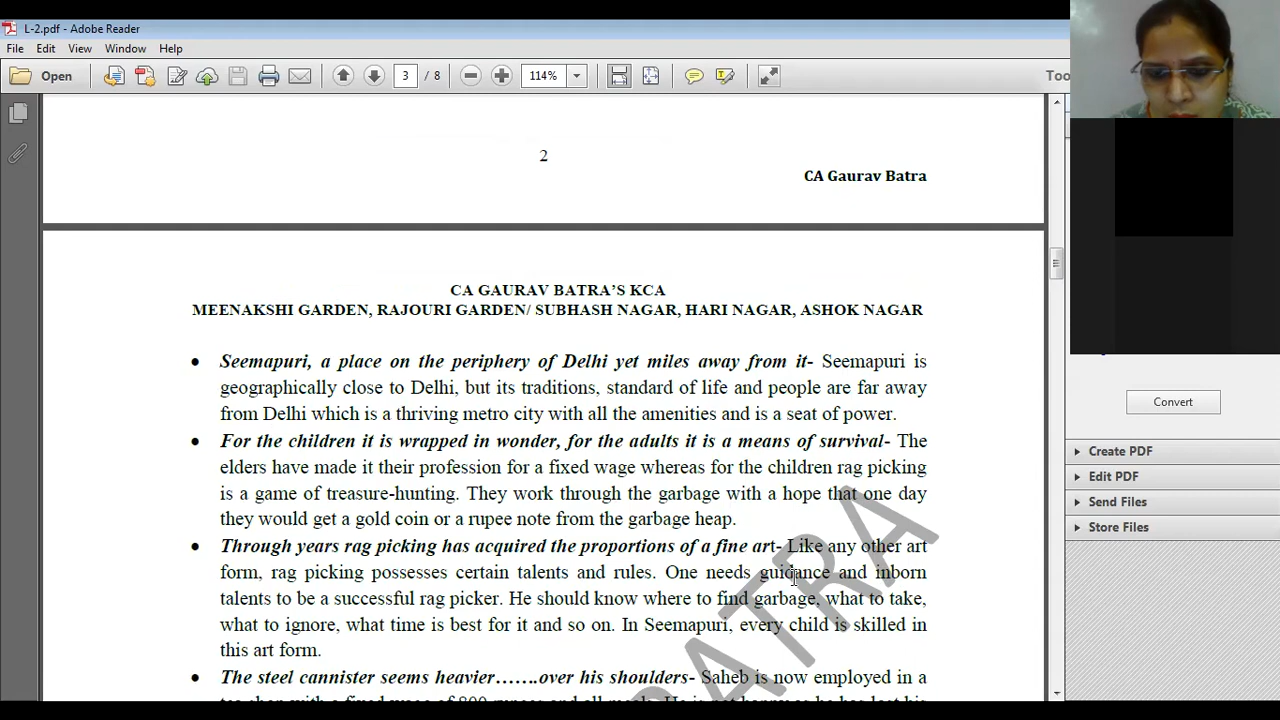 L-2.pdf - Adobe Reader
File Edit View Window Help
Open 3 / 8 114% Too
2
CA Gaurav Batra
CA GAURAV BATRA'S KCA
MEENAKSHI GARDEN, RAJOURI GARDEN/ SUBHASH NAGAR, HARI NAGAR, ASHOK NAGAR
• Seemapuri, a place on the periphery of Delhi yet miles away from it- Seemapuri is
geographically close to Delhi, but its traditions, standard of life and people are far away
from Delhi which is a thriving metro city with all the amenities and is a seat of power.
• For the children it is wrapped in wonder, for the adults it is a means of survival- The
elders have made it their profession for a fixed wage whereas for the children rag picking
is a game of treasure-hunting. They work through the garbage with a hope that one day
they would get a gold coin or a rupee note from the garbage heap.
• Through years rag picking has acquired the proportions of a fine art- Like any other art
form, rag picking possesses certain talents and rules. One needs guidance and inborn
talents to be a successful rag picker. He should know where to find garbage, what to take,
what to ignore, what time is best for it and so on. In Seemapuri, every child is skilled in
this art form.
• The steel cannister seems heavier…….over his shoulders- Saheb is now employed in a
BATRA
Convert
Create PDF
Edit PDF
Send Files
Store Files